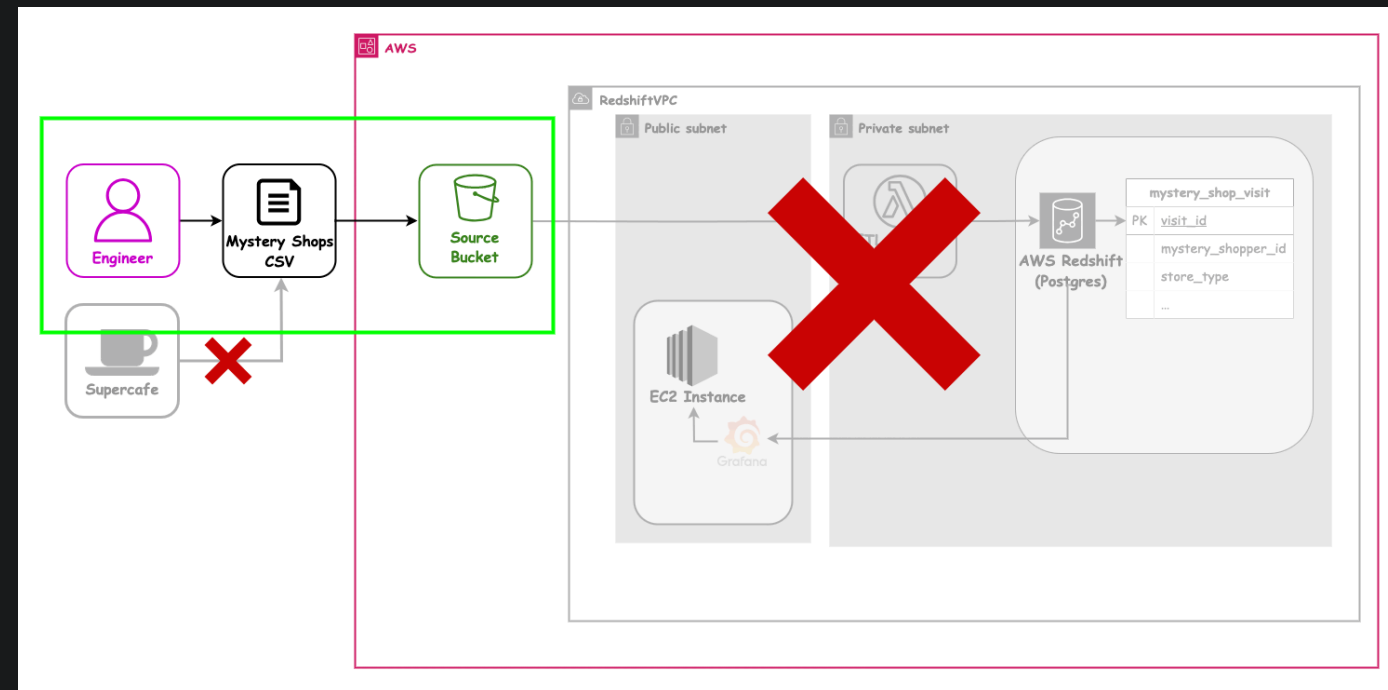 AWS
RedshiftVPC
Public subnet
Private subnet
Engineer
Mystery Shops
CSV
Source
Bucket
Supercafe
EC2 Instance
Grafana
AWS Redshift
(Postgres)
mystery_shop_visit
PK visit_id
mystery_shopper_id
store_type
...